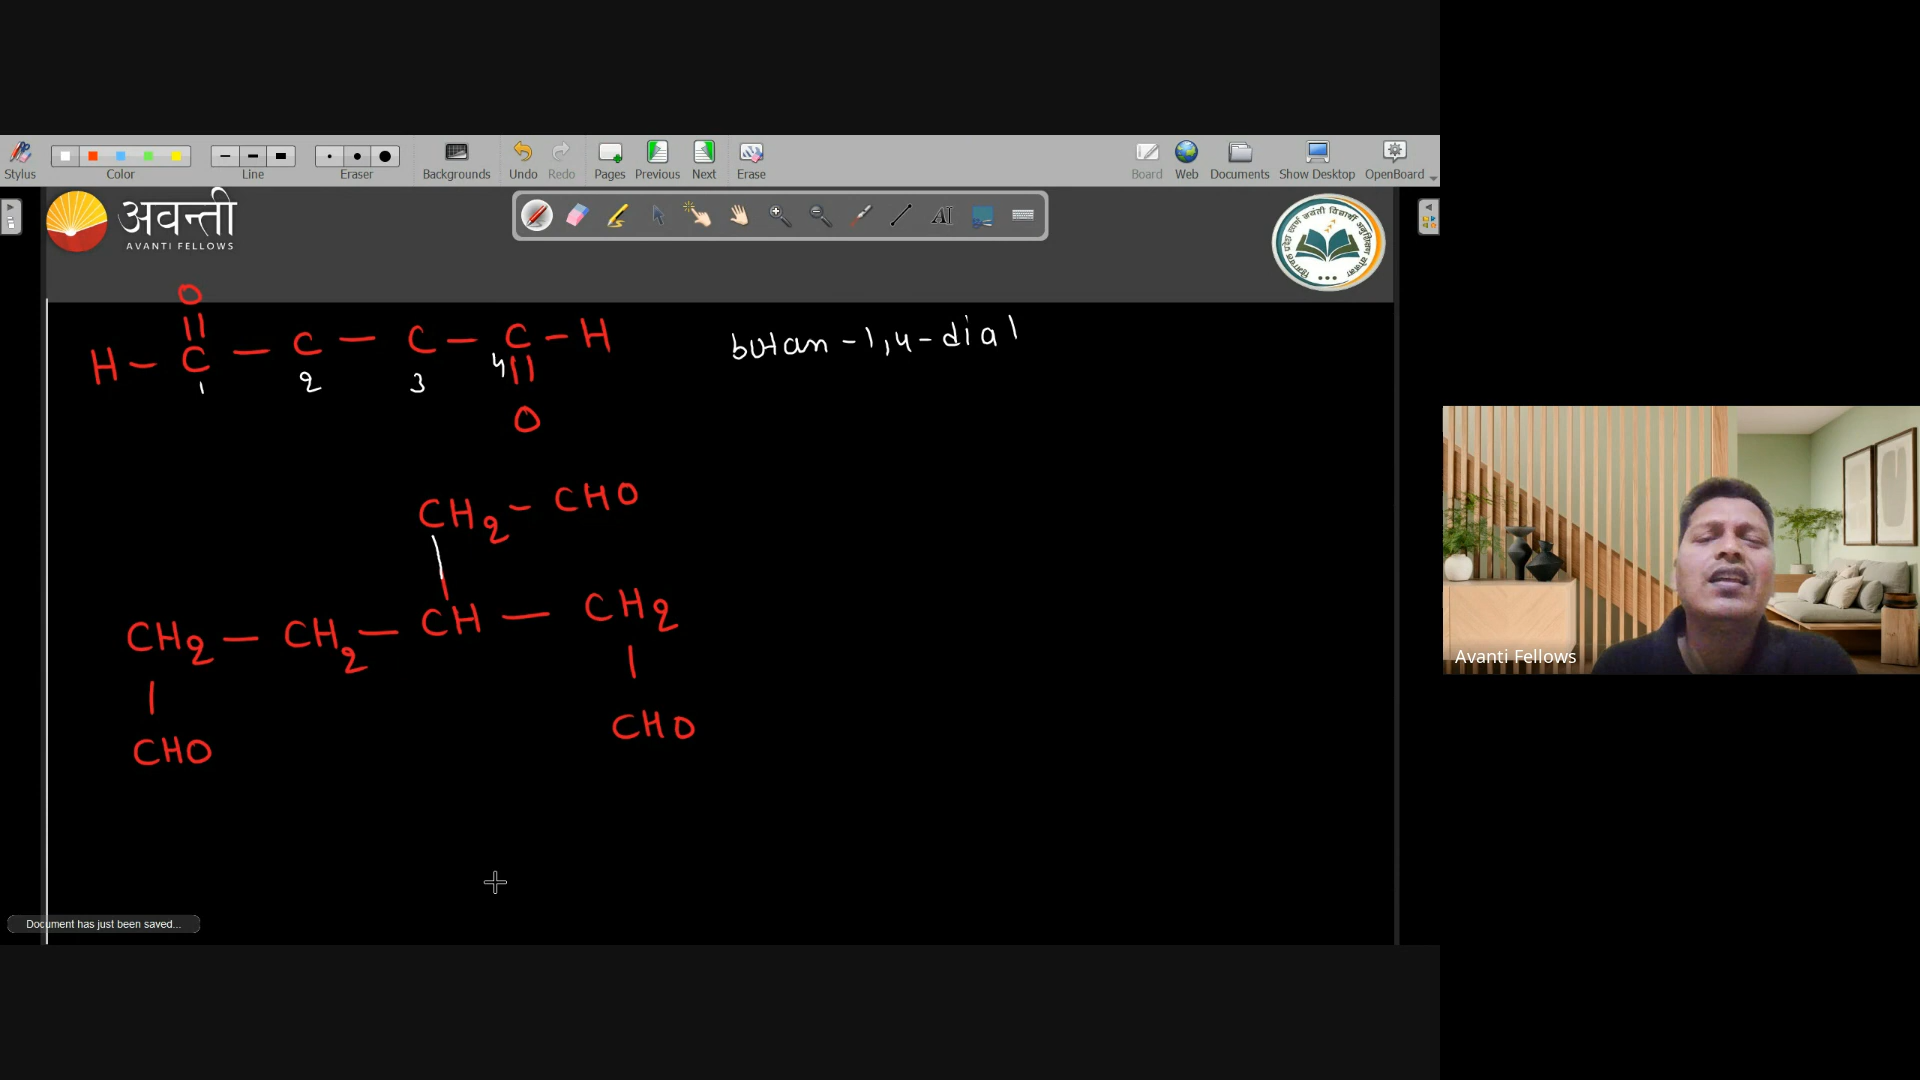 Stylus Color Line Eraser Backgrounds Undo Redo Pages Previous Next Erase Board Web Documents Show Desktop OpenBoard
अवन्ती
AVANTI FELLOWS
O
||
H - C - C - C - C - H
1 2 3 4 ||
O
butan-1,4-dial
CH2 - CHO
|
CH2 - CH2 - CH - CH2
| |
CHO CHO
Avanti Fellows
Document has just been saved...